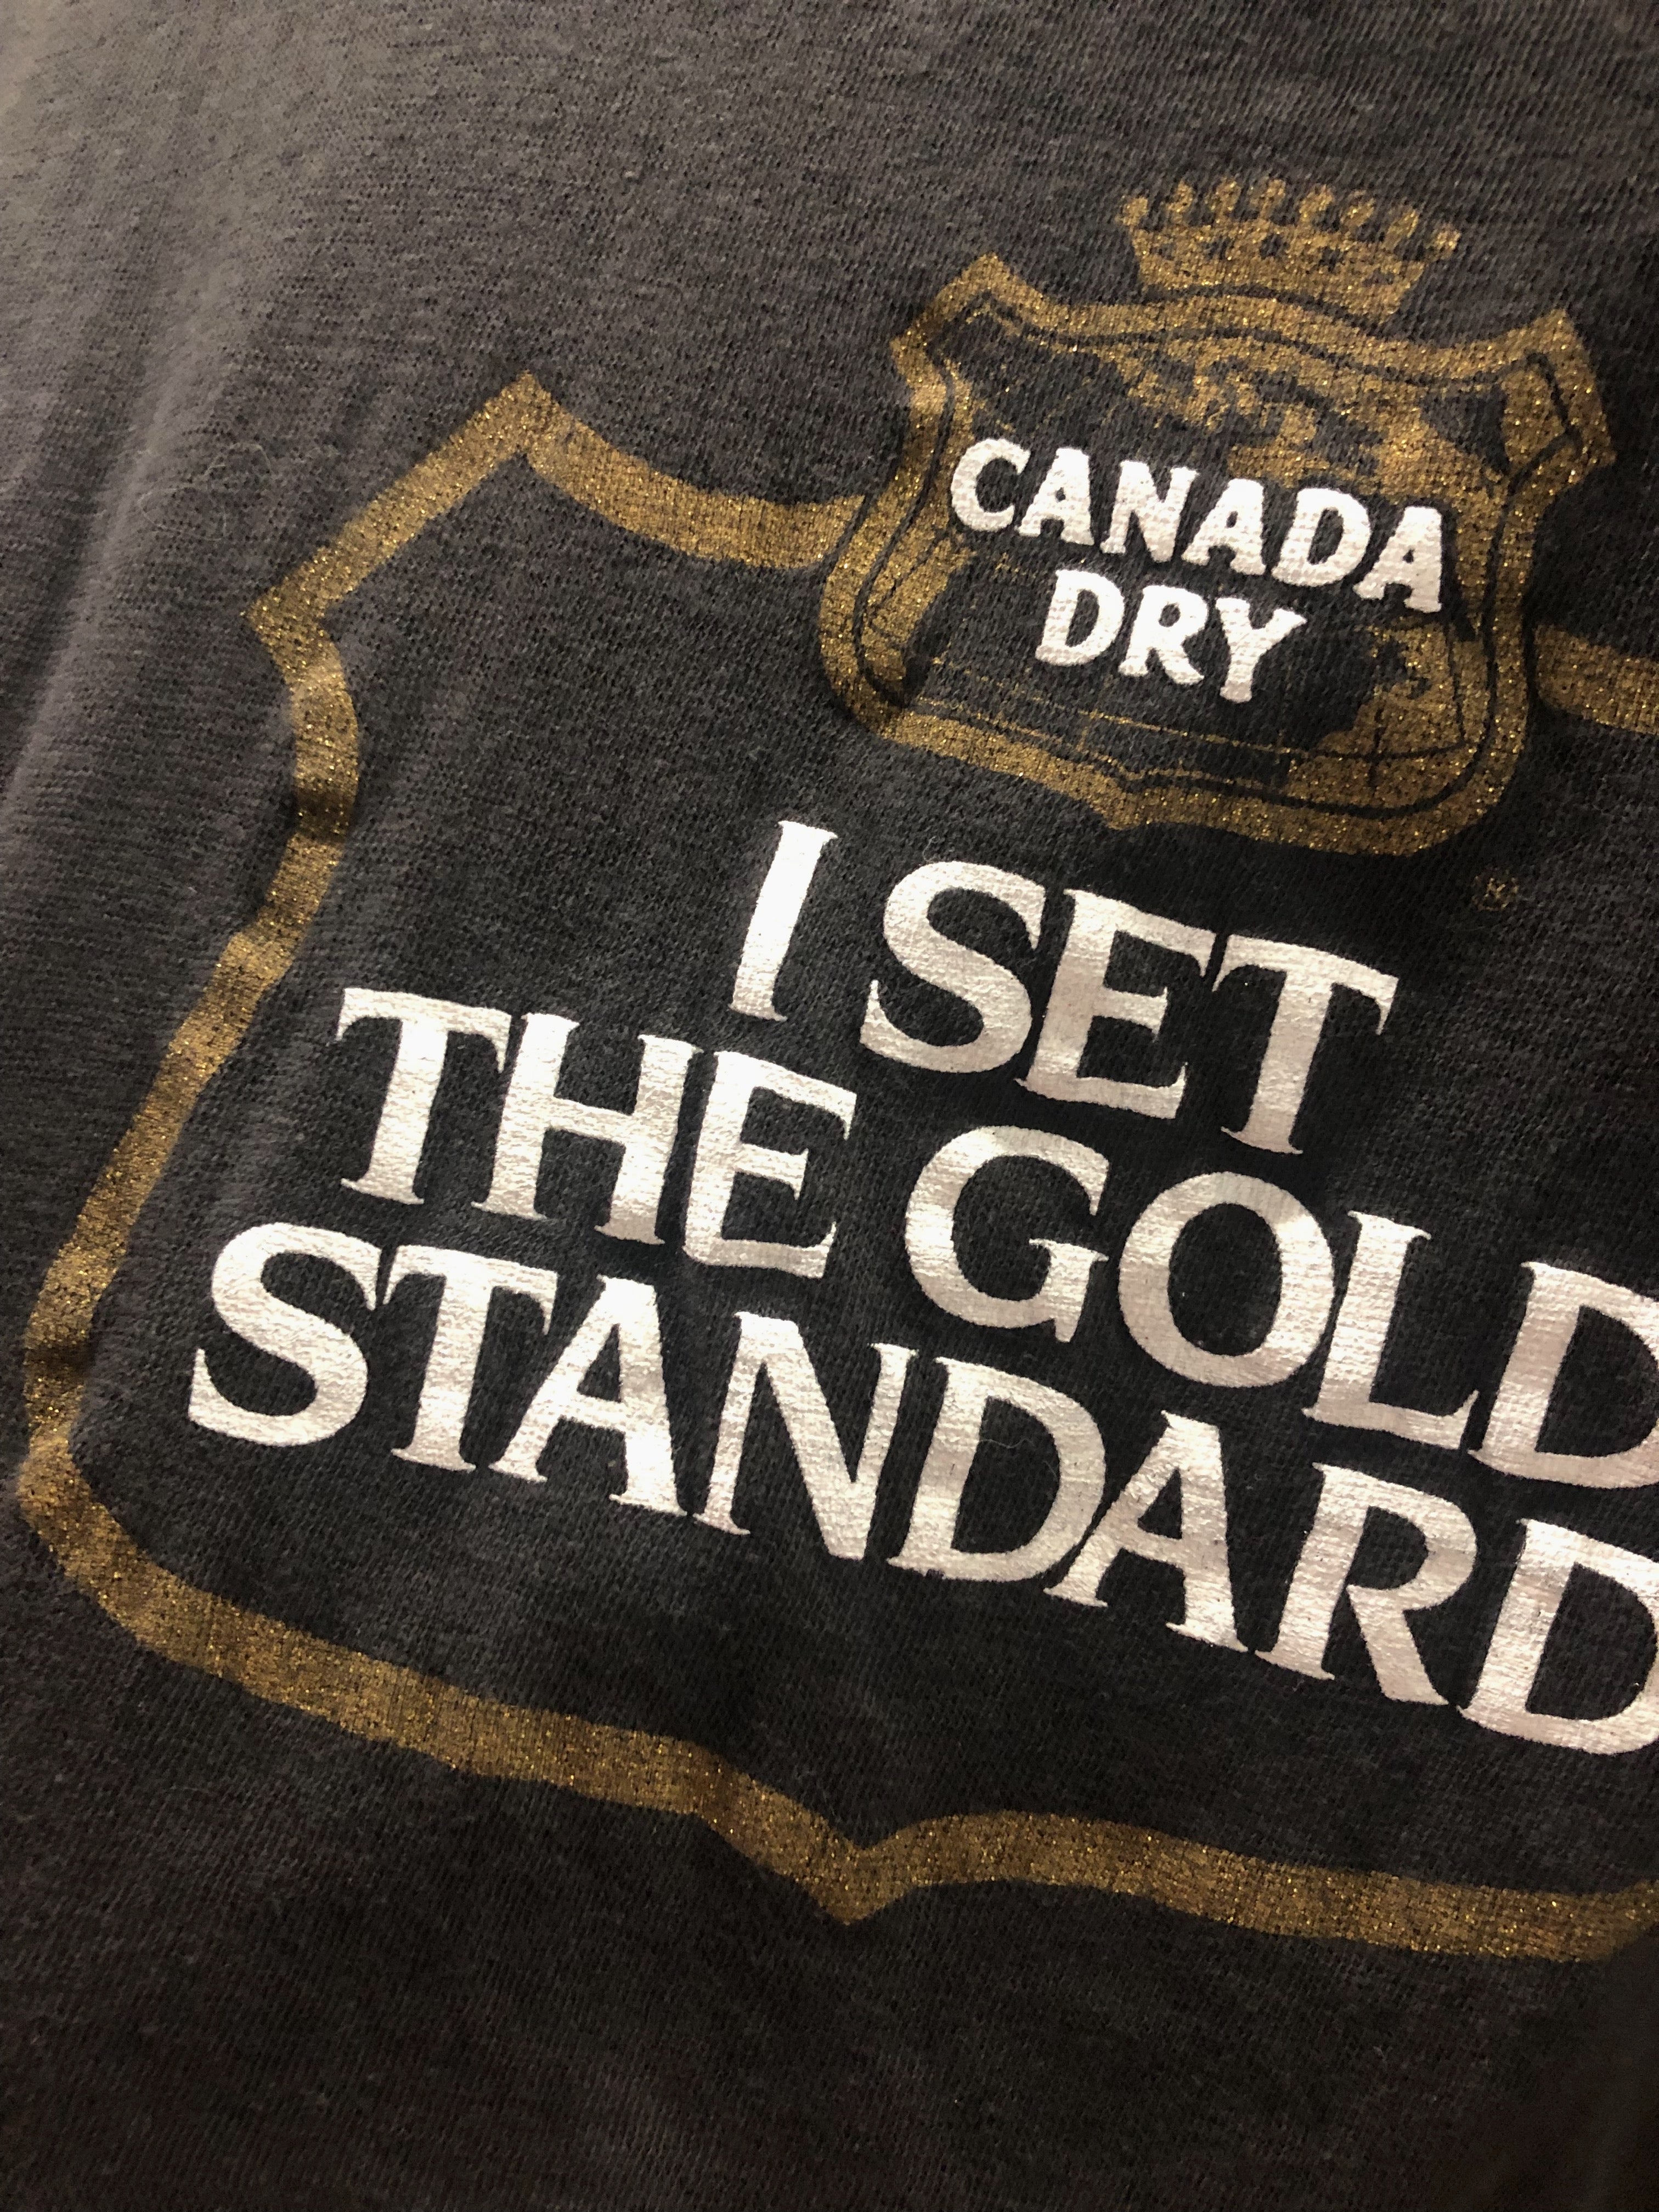 CANADA
DRY
®
I SET
THE GOLD
STANDARD